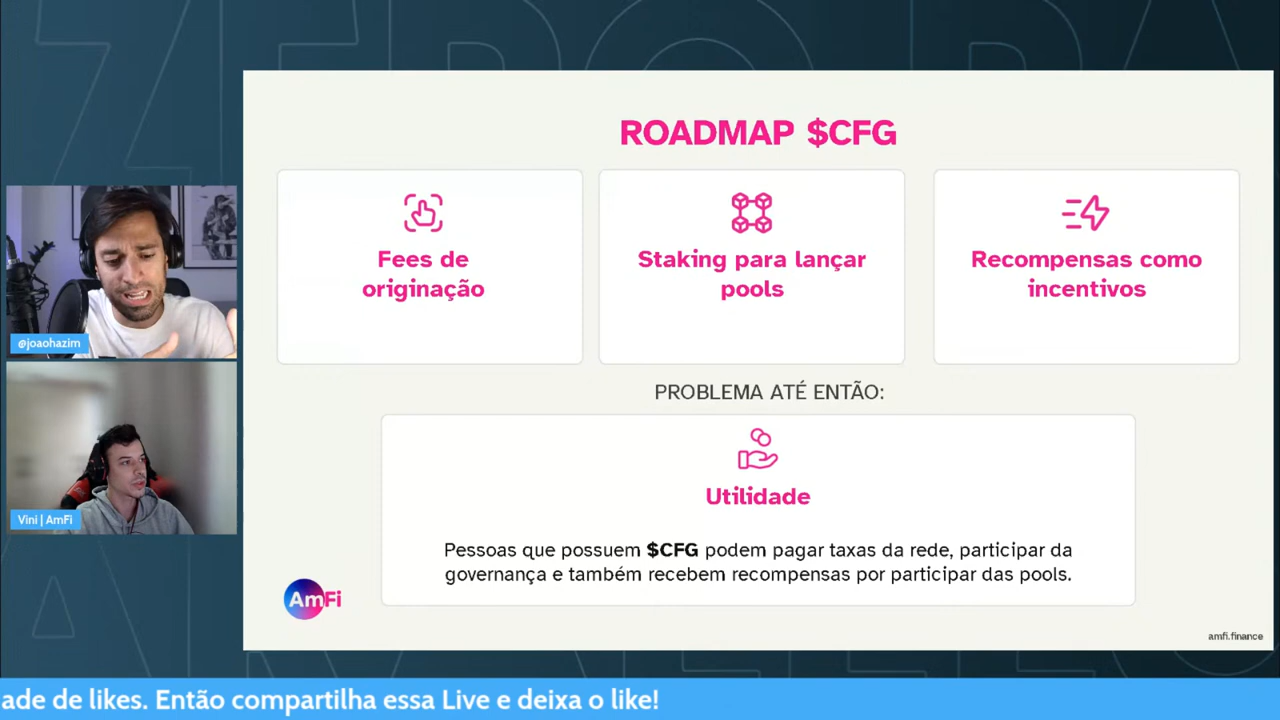 ROADMAP $CFG
Fees de
originação
Staking para lançar
pools
Recompensas como
incentivos
PROBLEMA ATÉ ENTÃO:
Utilidade
Pessoas que possuem $CFG podem pagar taxas da rede, participar da
governança e também recebem recompensas por participar das pools.
AmFi
amfi.finance
@joaohazim
Vini | AmFi
ade de likes. Então compartilha essa Live e deixa o like!